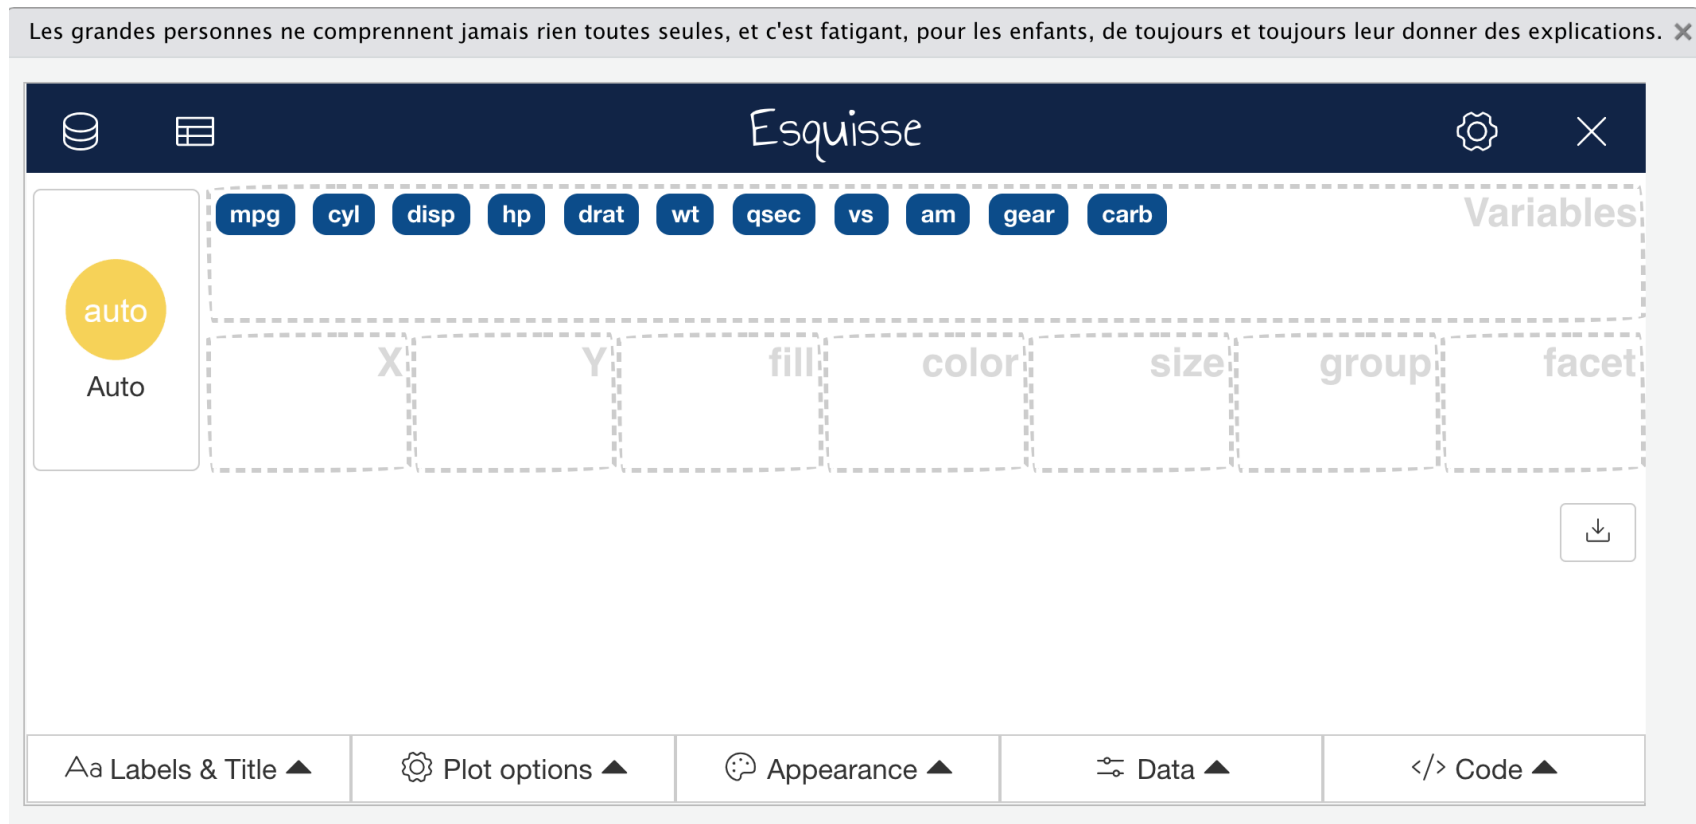 Les grandes personnes ne comprennent jamais rien toutes seules, et c'est fatigant, pour les enfants, de toujours et toujours leur donner des explications.
Esquisse
mpg cyl disp hp drat wt qsec vs am gear carb Variables
auto
Auto
X Y fill color size group facet
Aa Labels & Title Plot options Appearance Data </> Code